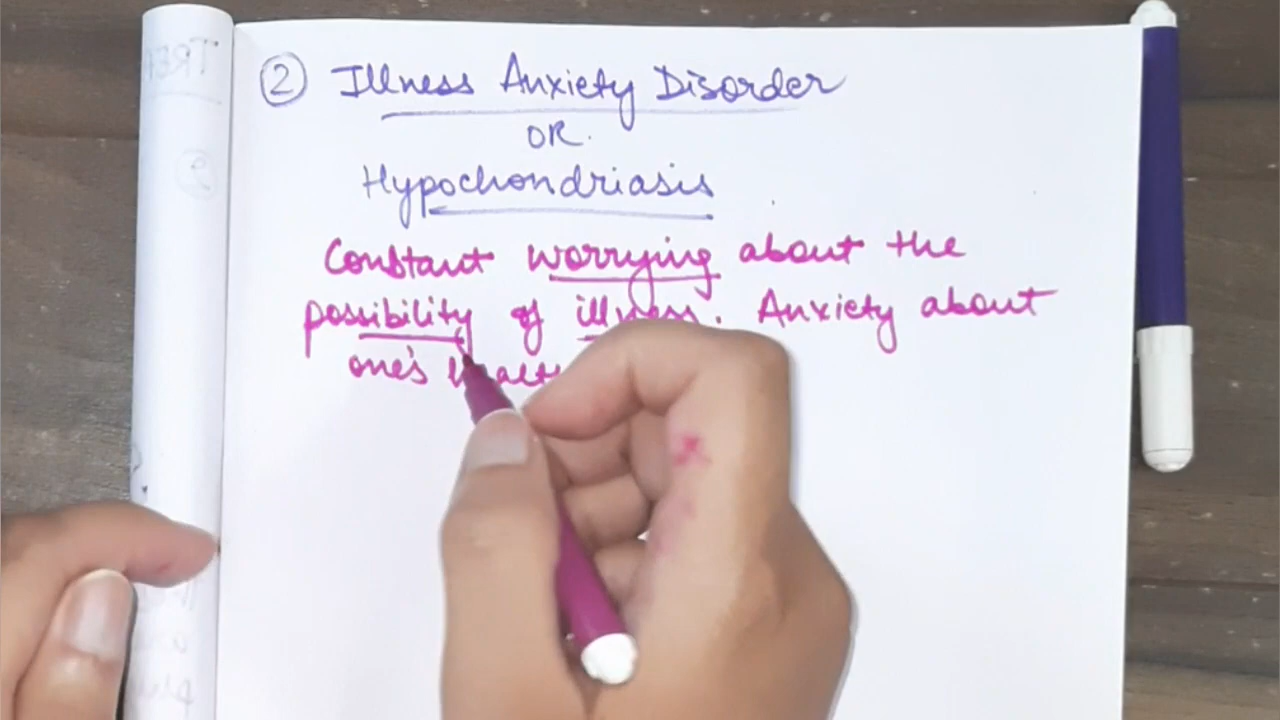 ② Illness Anxiety Disorder
OR.
Hypochondriasis
Constant worrying about the
possibility of illness. Anxiety about
one's